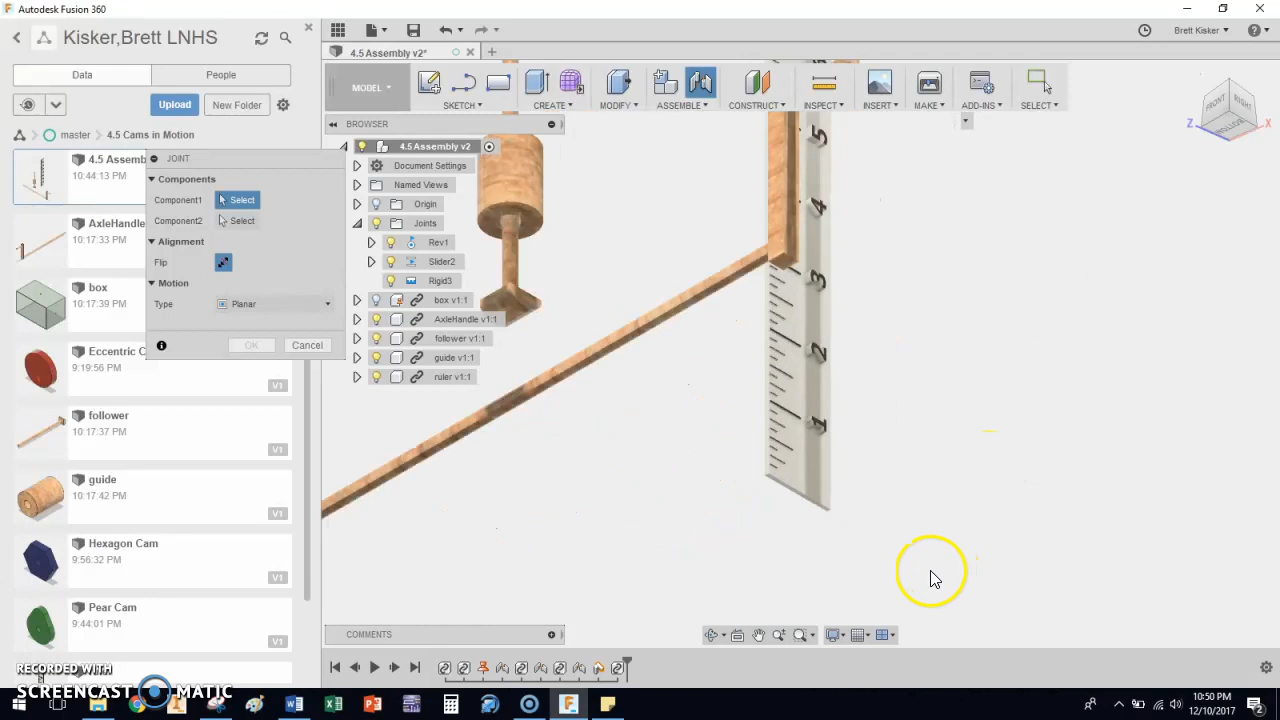 Autodesk Fusion 360
Kisker,Brett LNHS
Data
People
Upload
New Folder
master
4.5 Cams in Motion
4.5 Assemb
10:44:13 PM
AxleHandle
10:17:33 PM
box
10:17:39 PM
Eccentric C
9:19:56 PM
V1
follower
10:17:37 PM
V1
guide
10:17:42 PM
V1
Hexagon Cam
9:56:32 PM
V1
Pear Cam
9:44:01 PM
V1
JOINT
Components
Component1
Select
Component2
Select
Alignment
Flip
Motion
Type
Planar
OK
Cancel
4.5 Assembly v2*
Brett Kisker
MODEL
SKETCH
CREATE
MODIFY
ASSEMBLE
CONSTRUCT
INSPECT
INSERT
MAKE
ADD-INS
SELECT
BROWSER
4.5 Assembly v2
Document Settings
Named Views
Origin
Joints
Rev1
Slider2
Rigid3
box v1:1
AxleHandle v1:1
follower v1:1
guide v1:1
ruler v1:1
FRONT
RIGHT
BOTTOM
Z
X
5
4
3
2
1
COMMENTS
RECORDED WITH
SCREENCAST MATIC
10:50 PM
12/10/2017